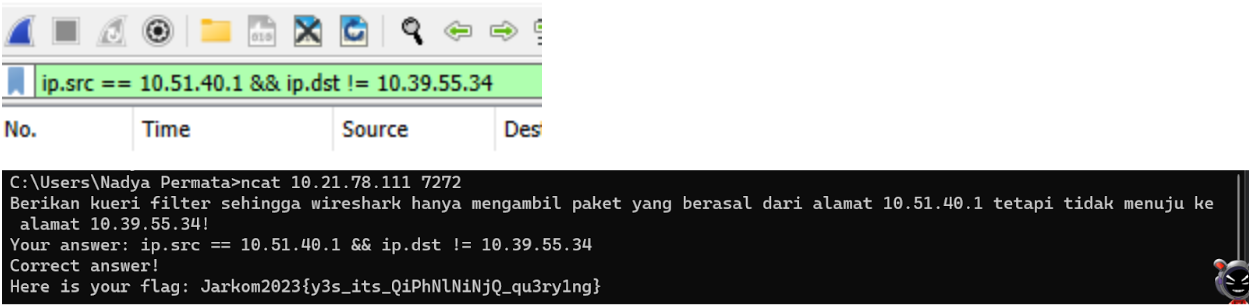 010
ip.src == 10.51.40.1 && ip.dst != 10.39.55.34
No. Time Source Des
C:\Users\Nadya Permata>ncat 10.21.78.111 7272
Berikan kueri filter sehingga wireshark hanya mengambil paket yang berasal dari alamat 10.51.40.1 tetapi tidak menuju ke
alamat 10.39.55.34!
Your answer: ip.src == 10.51.40.1 && ip.dst != 10.39.55.34
Correct answer!
Here is your flag: Jarkom2023{y3s_its_QiPhNlNiNjQ_qu3ry1ng}